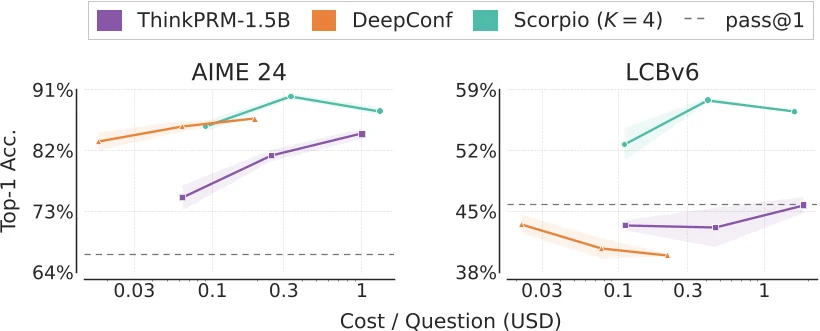 ThinkPRM-1.5B DeepConf Scorpio (K = 4) pass@1
AIME 24 LCBv6
Top-1 Acc.
91%
82%
73%
64%
0.03 0.1 0.3 1
59%
52%
45%
38%
0.03 0.1 0.3 1
Cost / Question (USD)